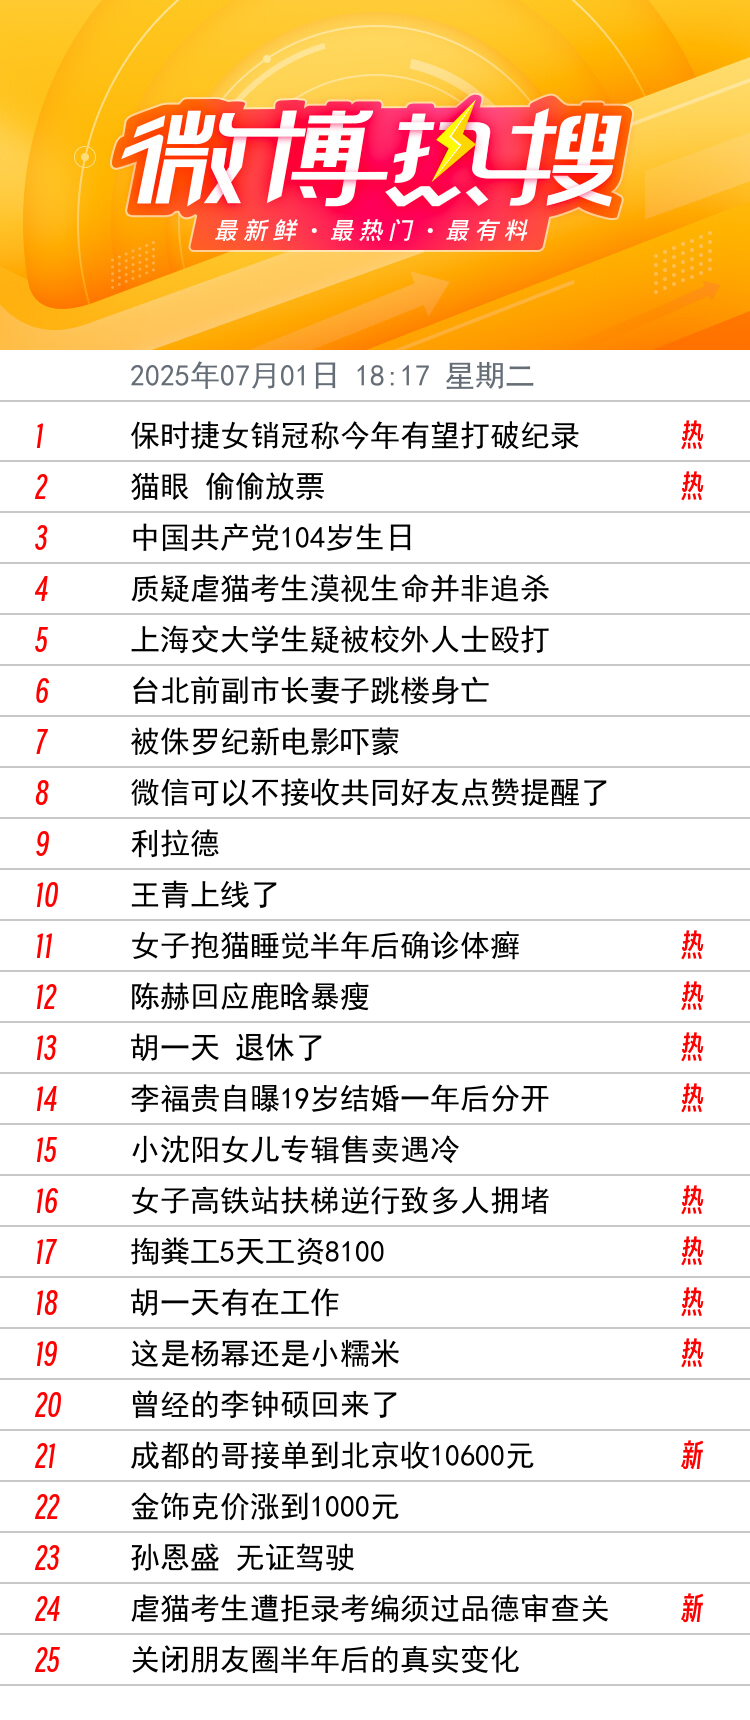 微博热搜
最新鲜·最热门·最有料
2025年07月01日 18:17 星期二
1 保时捷女销冠称今年有望打破纪录 热
2 猫眼 偷偷放票 热
3 中国共产党104岁生日
4 质疑虐猫考生漠视生命并非追杀
5 上海交大学生疑被校外人士殴打
6 台北前副市长妻子跳楼身亡
7 被侏罗纪新电影吓蒙
8 微信可以不接收共同好友点赞提醒了
9 利拉德
10 王青上线了
11 女子抱猫睡觉半年后确诊体癣 热
12 陈赫回应鹿晗暴瘦 热
13 胡一天 退休了 热
14 李福贵自曝19岁结婚一年后分开 热
15 小沈阳女儿专辑售卖遇冷
16 女子高铁站扶梯逆行致多人拥堵 热
17 掏粪工5天工资8100 热
18 胡一天有在工作 热
19 这是杨幂还是小糯米 热
20 曾经的李钟硕回来了
21 成都的哥接单到北京收10600元 新
22 金饰克价涨到1000元
23 孙恩盛 无证驾驶
24 虐猫考生遭拒录考编须过品德审查关 新
25 关闭朋友圈半年后的真实变化